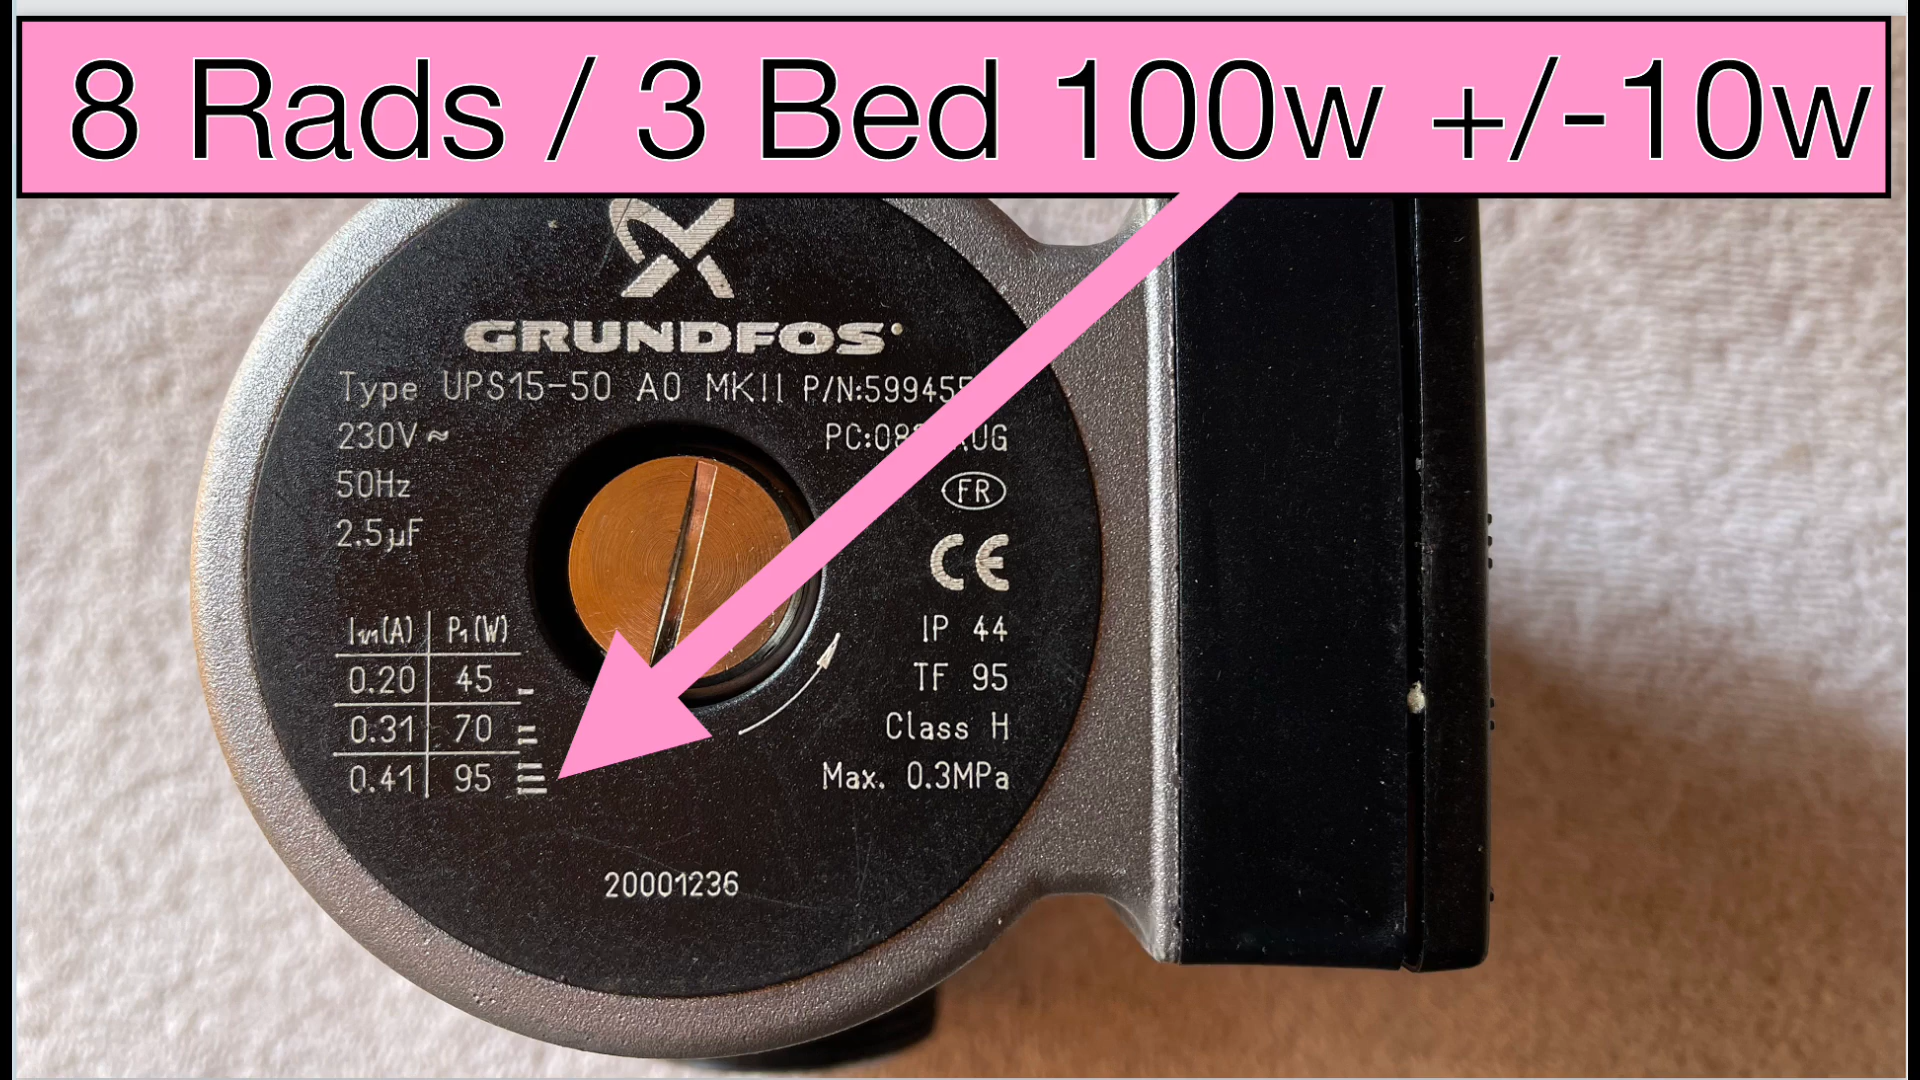 8 Rads / 3 Bed 100w +/-10w
GRUNDFOS
Type UPS15-50 AO MKII P/N:
230V ~
50Hz
FR
2.5µF
CE
I1/1(A) P1(W)
IP 44
0.20 45
TF 95
0.31 70
Class H
0.41 95
Max. 0.3MPa
20001236